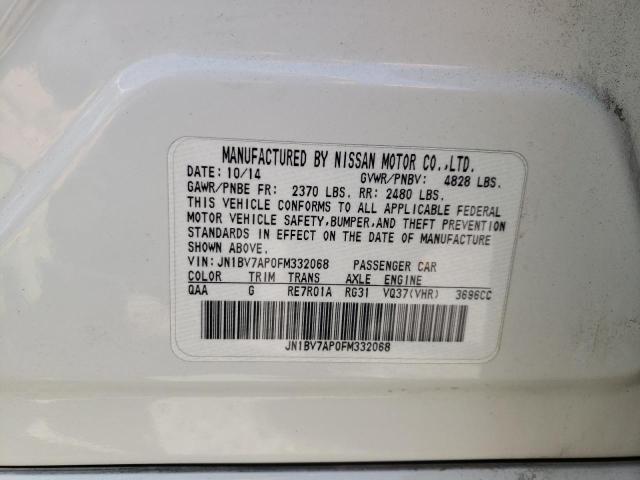 MANUFACTURED BY NISSAN MOTOR CO.,LTD.
DATE: 10/14 GVWR/PNBV: 4828 LBS.
GAWR/PNBE FR: 2370 LBS. RR: 2480 LBS.
THIS VEHICLE CONFORMS TO ALL APPLICABLE FEDERAL
MOTOR VEHICLE SAFETY,BUMPER,AND THEFT PREVENTION
STANDARDS IN EFFECT ON THE DATE OF MANUFACTURE
SHOWN ABOVE.
VIN:JN1BV7AP0FM332068 PASSENGER CAR
COLOR TRIM TRANS AXLE ENGINE
QAA G RE7R01A RG31 VQ37(VHR) 3696CC
JN1BV7AP0FM332068